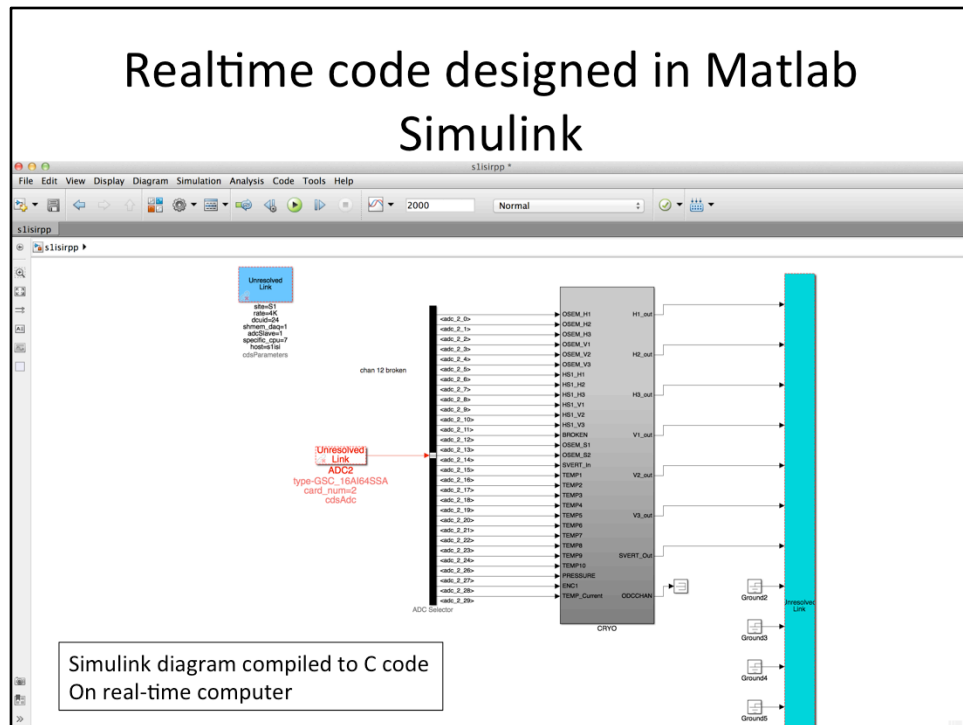 Realtime code designed in Matlab
Simulink
s1isirpp *
File Edit View Display Diagram Simulation Analysis Code Tools Help
2000 Normal
s1isirpp
s1isirpp
Unresolved
Link
site=S1
rate=4K
dcuid=24
shmem_daq=1
adcSlave=1
specific_cpu=7
host=s1isi
cdsParameters
chan 12 broken
Unresolved
Link
ADC2
type-GSC_16AI64SSA
card_num=2
cdsAdc
<adc_2_0>
<adc_2_1>
<adc_2_2>
<adc_2_3>
<adc_2_4>
<adc_2_5>
<adc_2_6>
<adc_2_7>
<adc_2_8>
<adc_2_9>
<adc_2_10>
<adc_2_11>
<adc_2_12>
<adc_2_13>
<adc_2_14>
<adc_2_15>
<adc_2_16>
<adc_2_17>
<adc_2_18>
<adc_2_19>
<adc_2_20>
<adc_2_21>
<adc_2_22>
<adc_2_23>
<adc_2_24>
<adc_2_26>
<adc_2_27>
<adc_2_28>
<adc_2_29>
ADC Selector
OSEM_H1
OSEM_H2
OSEM_H3
OSEM_V1
OSEM_V2
OSEM_V3
HS1_H1
HS1_H2
HS1_H3
HS1_V1
HS1_V2
HS1_V3
BROKEN
OSEM_S1
OSEM_S2
SVERT_In
TEMP1
TEMP2
TEMP3
TEMP4
TEMP5
TEMP6
TEMP7
TEMP8
TEMP9
TEMP10
PRESSURE
ENC1
TEMP_Current
H1_out
H2_out
H3_out
V1_out
V2_out
V3_out
SVERT_Out
ODCCHAN
CRYO
Ground2
Ground3
Ground4
Ground5
Unresolved
Link
Simulink diagram compiled to C code
On real-time computer